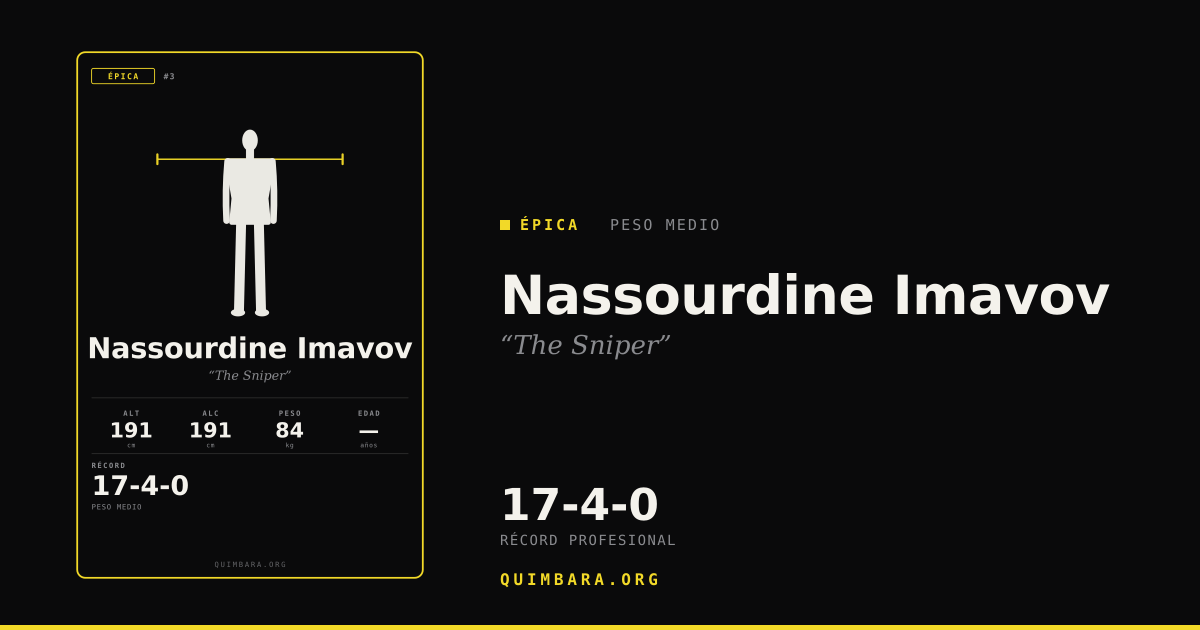 ÉPICA #3
Nassourdine Imavov
“The Sniper”
ALT ALC PESO EDAD
191 191 84 —
cm cm kg años
RÉCORD
17-4-0
PESO MEDIO
QUIMBARA.ORG
ÉPICA PESO MEDIO
Nassourdine Imavov
“The Sniper”
17-4-0
RÉCORD PROFESIONAL
QUIMBARA.ORG